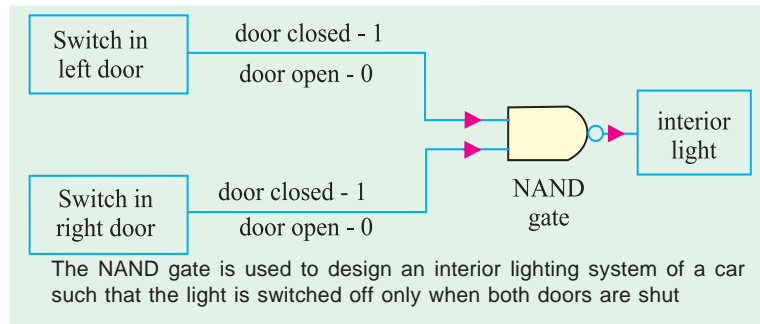 Switch in
left door
door closed - 1
door open - 0
interior
light
NAND
gate
Switch in
right door
door closed - 1
door open - 0
The NAND gate is used to design an interior lighting system of a car
such that the light is switched off only when both doors are shut